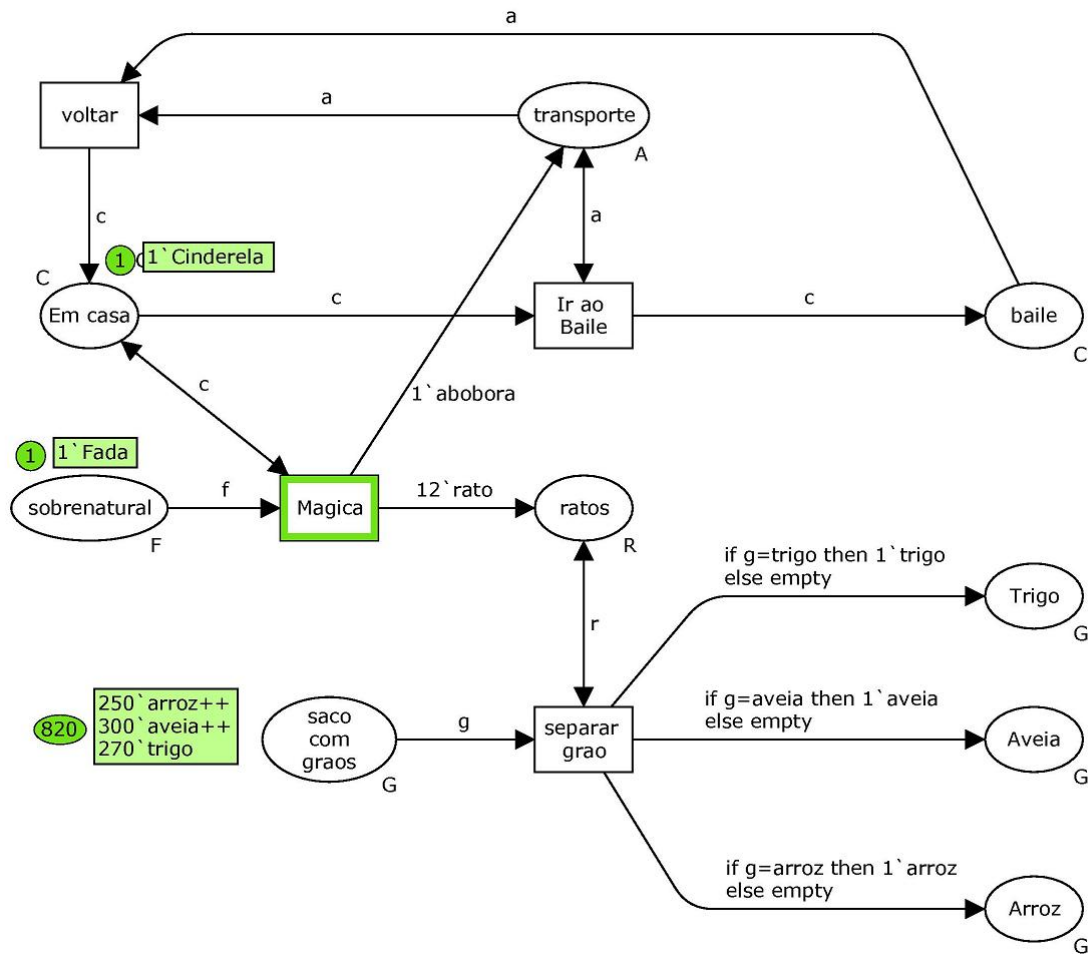 a
voltar
a
transporte
A
c
a
1
1`Cinderela
C
Em casa
c
Ir ao
Baile
c
baile
C
c
1`abobora
1
1`Fada
sobrenatural
F
f
Magica
12`rato
ratos
R
r
if g=trigo then 1`trigo
else empty
Trigo
G
820
250`arroz++
300`aveia++
270`trigo
saco
com
graos
G
g
separar
grao
if g=aveia then 1`aveia
else empty
Aveia
G
if g=arroz then 1`arroz
else empty
Arroz
G